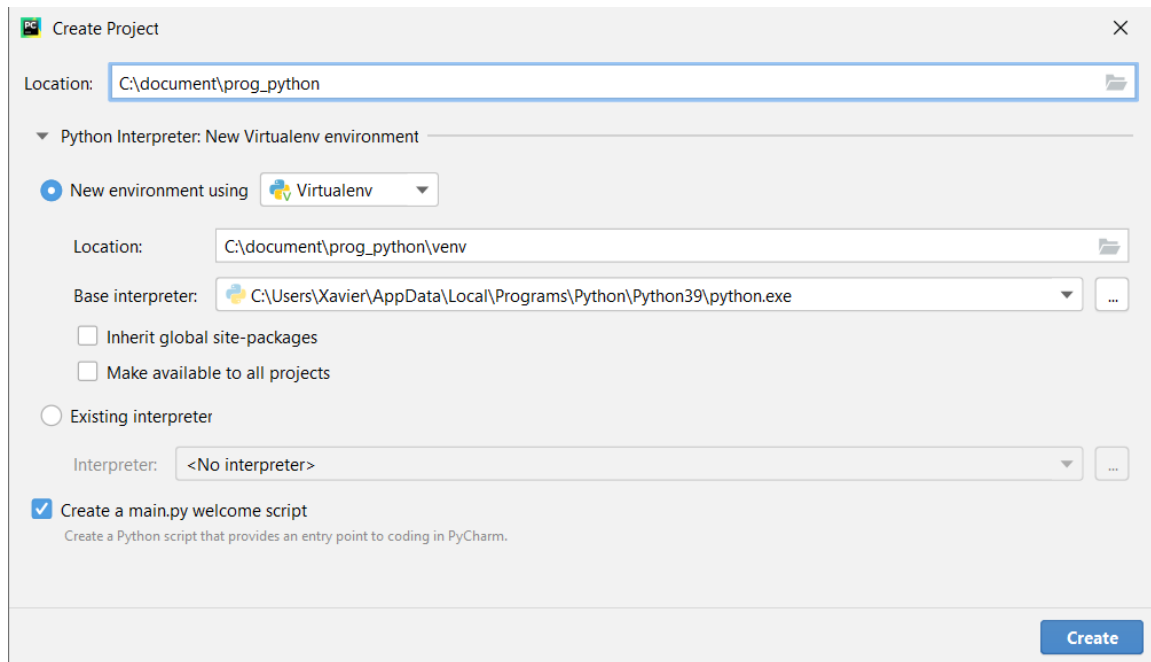 PC
Create Project
Location: C:\document\prog_python
Python Interpreter: New Virtualenv environment
New environment using Virtualenv
Location: C:\document\prog_python\venv
Base interpreter: C:\Users\Xavier\AppData\Local\Programs\Python\Python39\python.exe ...
Inherit global site-packages
Make available to all projects
Existing interpreter
Interpreter: <No interpreter> ...
Create a main.py welcome script
Create a Python script that provides an entry point to coding in PyCharm.
Create